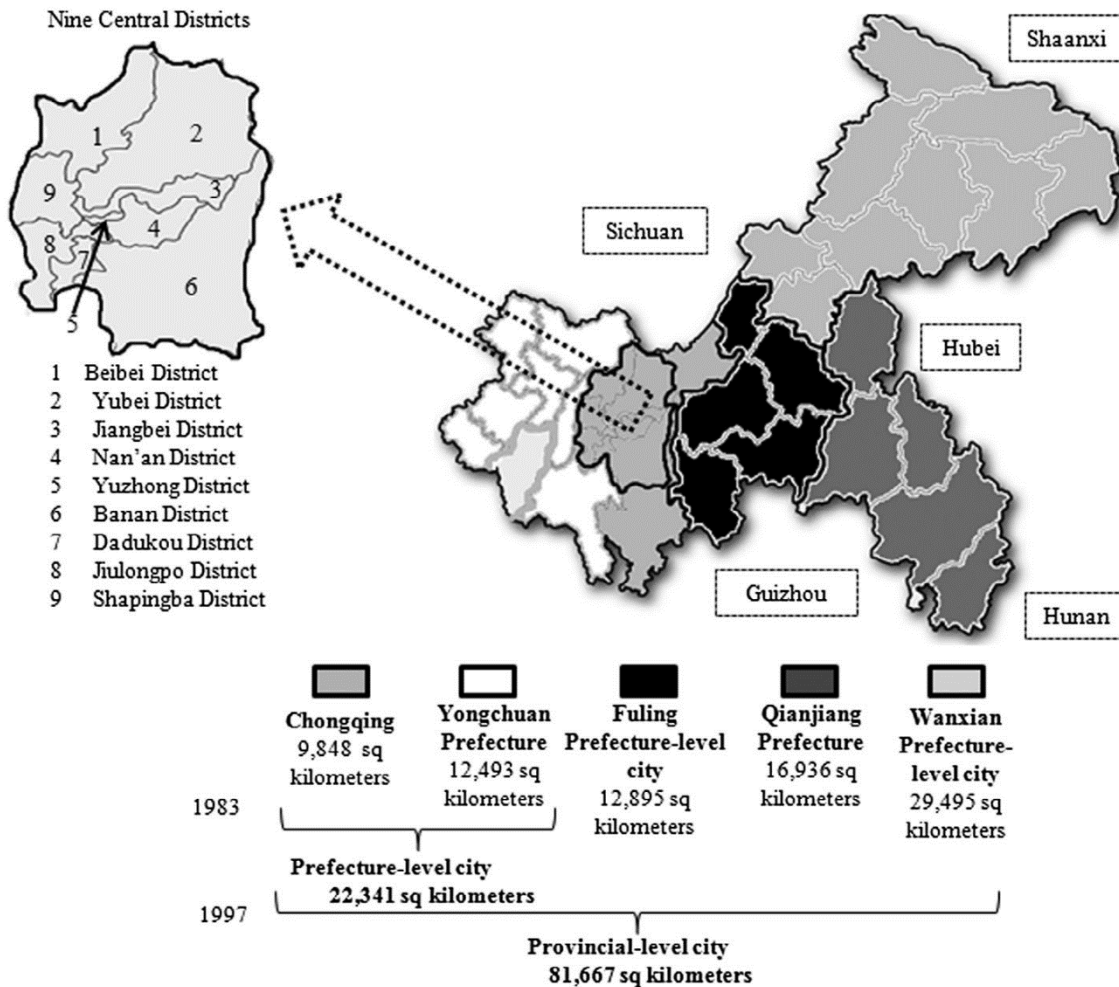 Nine Central Districts
1
2
3
4
5
6
7
8
9
1 Beibei District
2 Yubei District
3 Jiangbei District
4 Nan'an District
5 Yuzhong District
6 Banan District
7 Dadukou District
8 Jiulongpo District
9 Shapingba District
Shaanxi
Sichuan
Hubei
Guizhou
Hunan
Chongqing
9,848 sq
kilometers
Yongchuan
Prefecture
12,493 sq
kilometers
Fuling
Prefecture-level
city
12,895 sq
kilometers
Qianjiang
Prefecture
16,936 sq
kilometers
Wanxian
Prefecture-
level city
29,495 sq
kilometers
1983
Prefecture-level city
22,341 sq kilometers
1997
Provincial-level city
81,667 sq kilometers